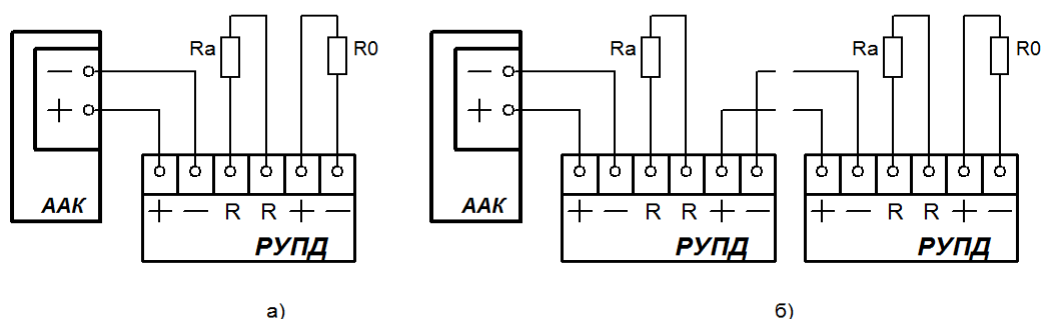 Ra R0
− +
ААК
+ − R R + −
РУПД
а)
Ra Ra R0
− +
ААК
+ − R R + − + − R R + −
РУПД РУПД
б)